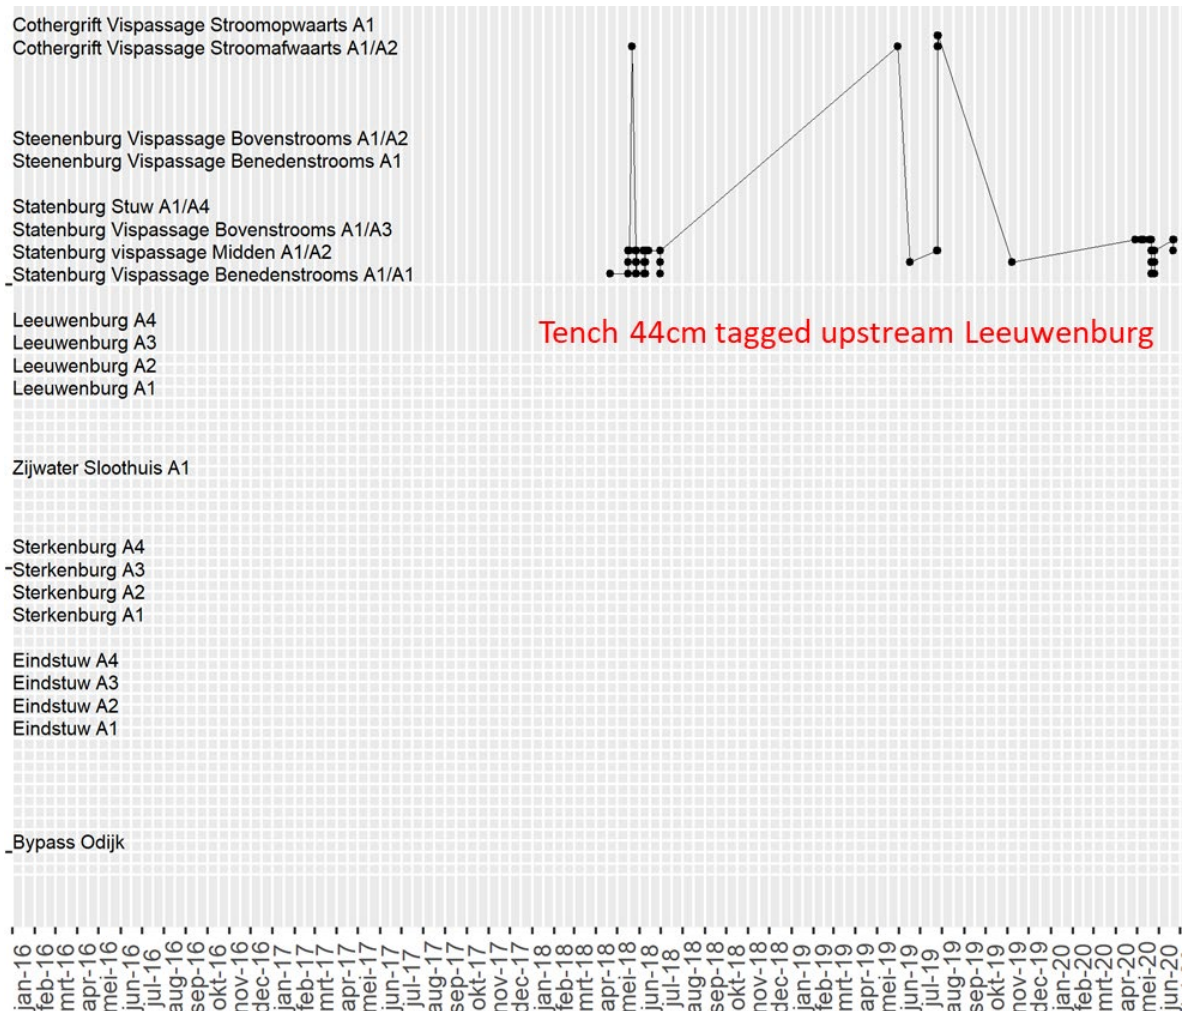 Cothergrift Vispassage Stroomopwaarts A1
Cothergrift Vispassage Stroomafwaarts A1/A2
Steenenburg Vispassage Bovenstrooms A1/A2
Steenenburg Vispassage Benedenstrooms A1
Statenburg Stuw A1/A4
Statenburg Vispassage Bovenstrooms A1/A3
Statenburg vispassage Midden A1/A2
Statenburg Vispassage Benedenstrooms A1/A1
Leeuwenburg A4
Tench 44cm tagged upstream Leeuwenburg
Leeuwenburg A3
Leeuwenburg A2
Leeuwenburg A1
Zijwater Sloothuis A1
Sterkenburg A4
Sterkenburg A3
Sterkenburg A2
Sterkenburg A1
Eindstuw A4
Eindstuw A3
Eindstuw A2
Eindstuw A1
Bypass Odijk
jan-16
feb-16
mrt-16
apr-16
mei-16
jun-16
jul-16
aug-16
sep-16
okt-16
nov-16
dec-16
jan-17
feb-17
mrt-17
apr-17
mei-17
jun-17
jul-17
aug-17
sep-17
okt-17
nov-17
dec-17
jan-18
feb-18
mrt-18
apr-18
mei-18
jun-18
jul-18
aug-18
sep-18
okt-18
nov-18
dec-18
jan-19
feb-19
mrt-19
apr-19
mei-19
jun-19
jul-19
aug-19
sep-19
okt-19
nov-19
dec-19
jan-20
feb-20
mrt-20
apr-20
mei-20
jun-20